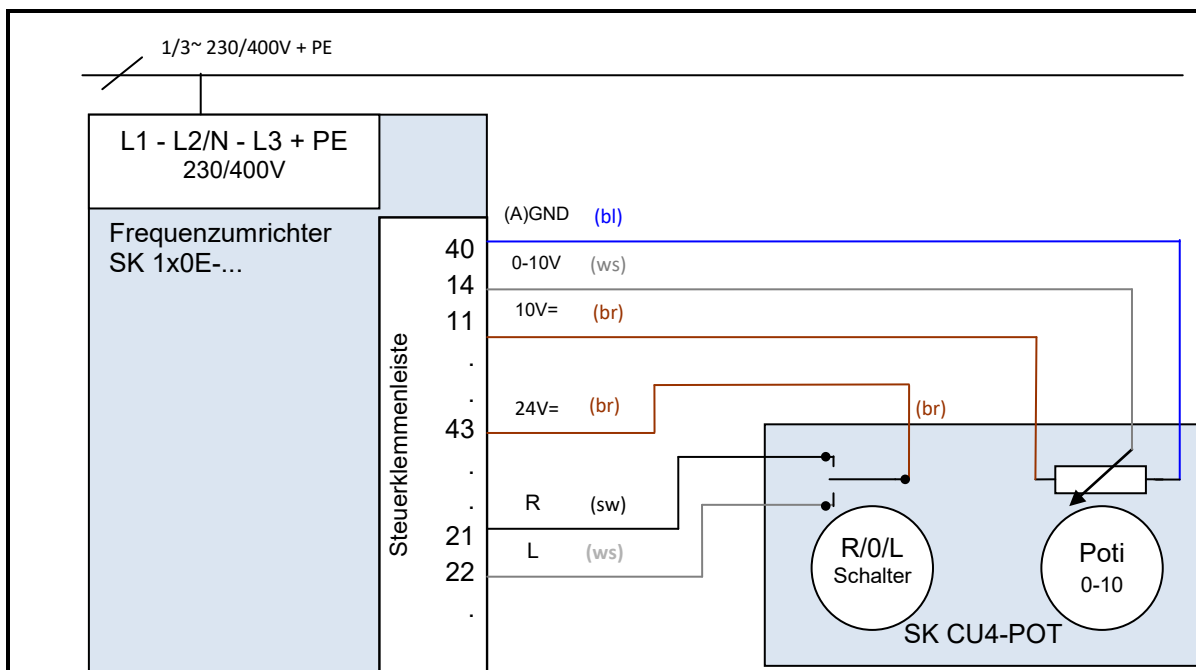 1/3~ 230/400V + PE
L1 - L2/N - L3 + PE
230/400V
Frequenzumrichter
SK 1x0E-...
Steuerklemmenleiste
(A)GND (bl)
40
0-10V (ws)
14
10V= (br)
11
.
.
24V= (br) (br)
43
.
.
R (sw)
21
L (ws)
22
.
R/0/L
Schalter
Poti
0-10
SK CU4-POT